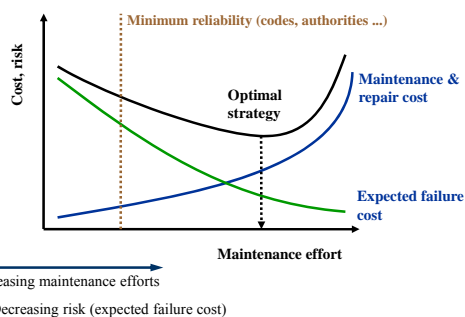 Minimum reliability (codes, authorities ...)
Cost, risk
Optimal
strategy
Maintenance &
repair cost
Expected failure
cost
Maintenance effort
easing maintenance efforts
Decreasing risk (expected failure cost)